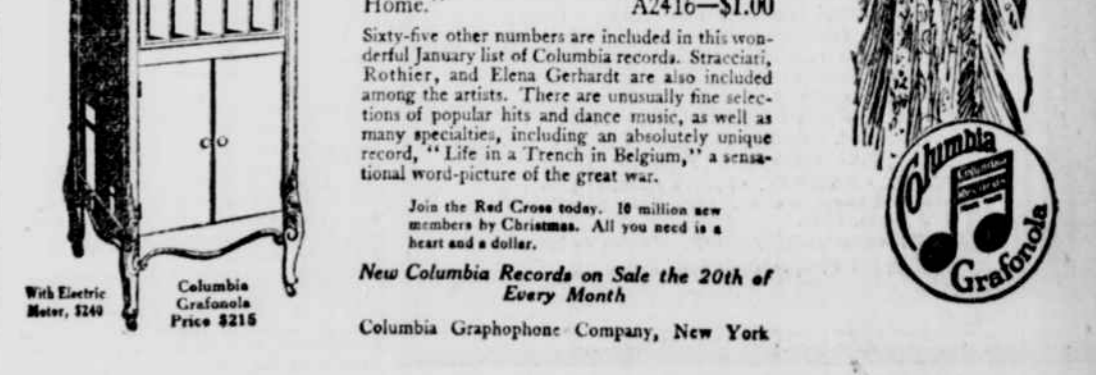 Home." A2416—$1.00
Sixty-five other numbers are included in this won-
derful January list of Columbia records. Stracciari,
Rothier, and Elena Gerhardt are also included
among the artists. There are unusually fine selec-
tions of popular hits and dance music, as well as
many specialties, including an absolutely unique
record, "Life in a Trench in Belgium," a sensa-
tional word-picture of the great war.
Join the Red Cross today. 10 million new
members by Christmas. All you need is a
heart and a dollar.
New Columbia Records on Sale the 20th of
Every Month
Columbia Graphophone Company, New York
With Electric
Motor, $240
Columbia
Grafonola
Price $215
Columbia
Columbia
Records
Grafonola